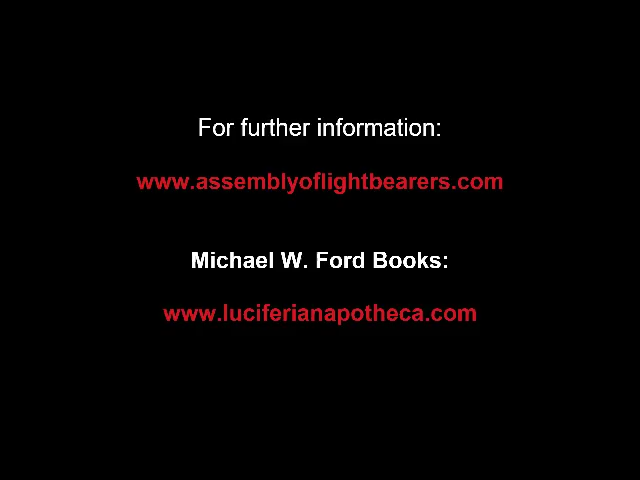 For further information:
www.assemblyoflightbearers.com
Michael W. Ford Books:
www.luciferianapotheca.com